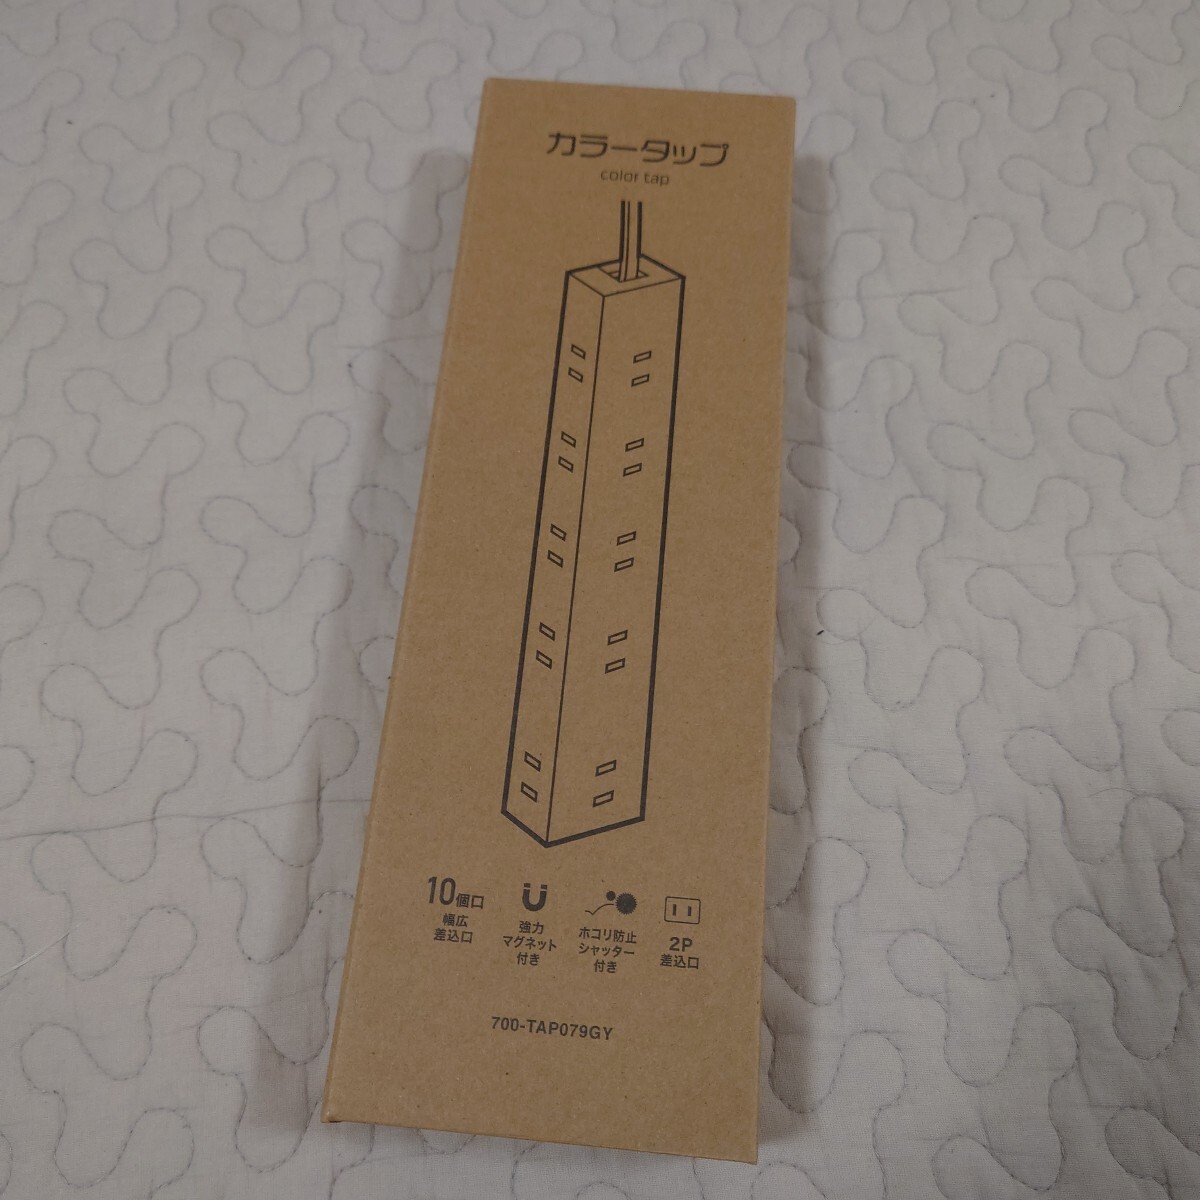 カラータップ
color tap
10個口
幅広
差込口
強力
マグネット
付き
ホコリ防止
シャッター
付き
2P
差込口
700-TAP079GY